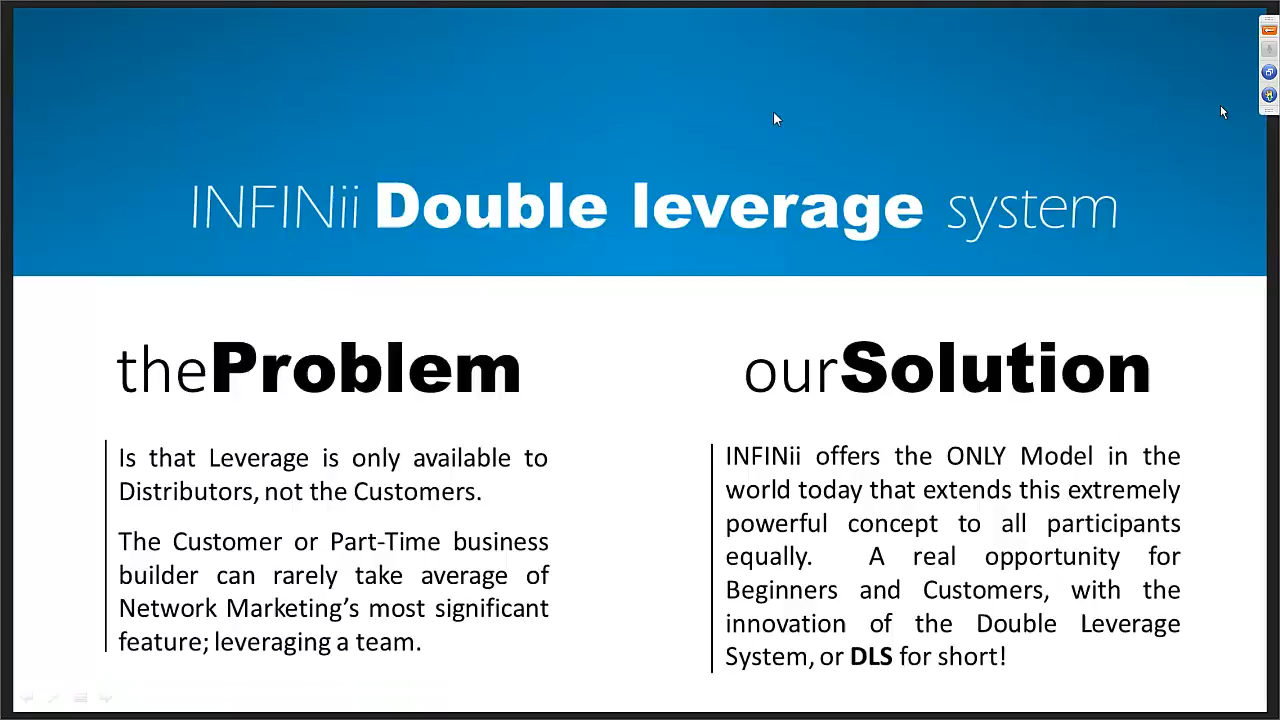 INFINii Double leverage system
theProblem
Is that Leverage is only available to
Distributors, not the Customers.
The Customer or Part-Time business
builder can rarely take average of
Network Marketing’s most significant
feature; leveraging a team.
ourSolution
INFINii offers the ONLY Model in the
world today that extends this extremely
powerful concept to all participants
equally. A real opportunity for
Beginners and Customers, with the
innovation of the Double Leverage
System, or DLS for short!